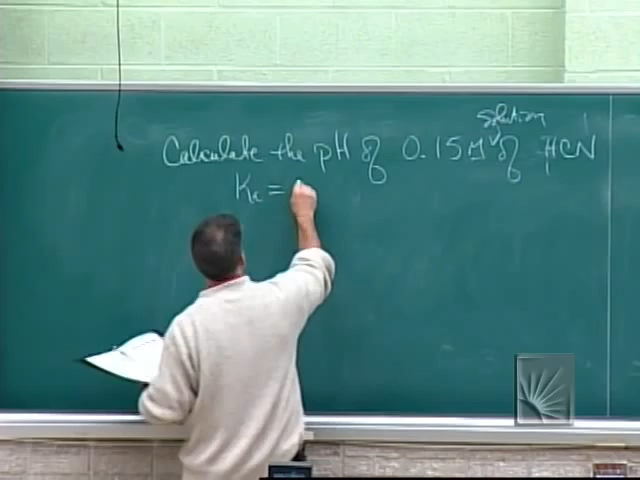 solution
Calculate the pH of 0.15M of HCN
Ka =